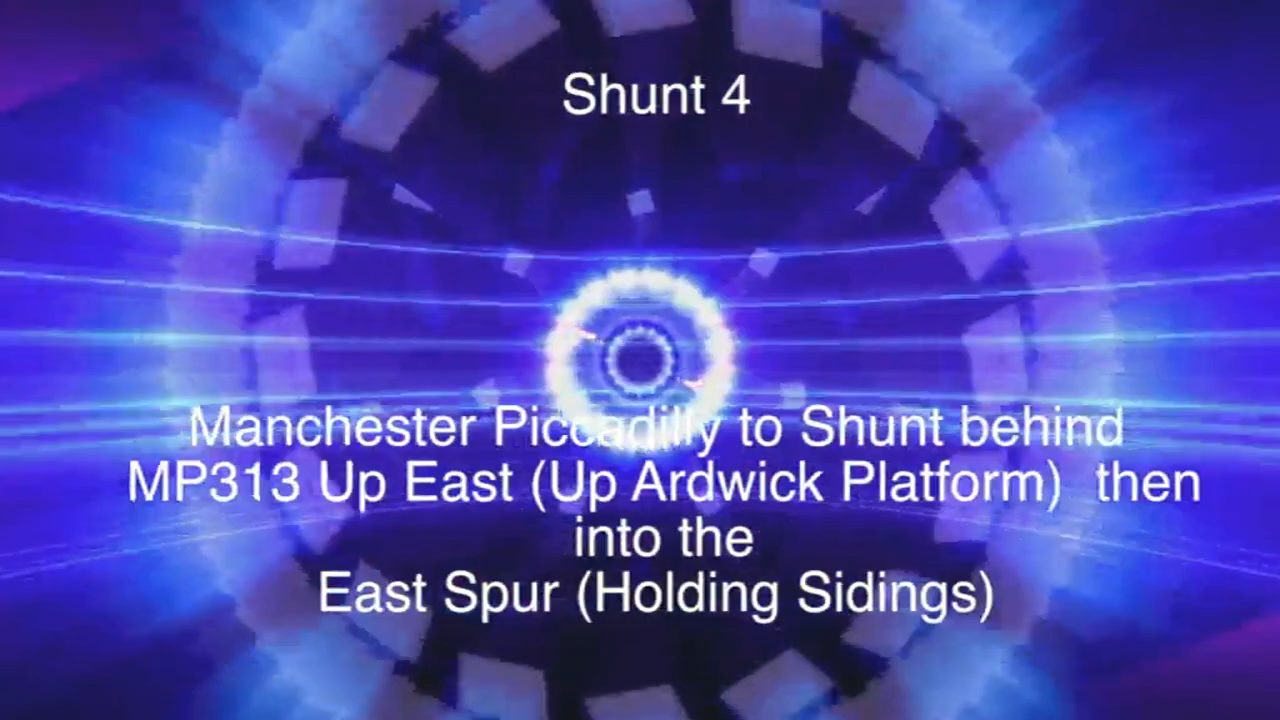 Shunt 4
Manchester Piccadilly to Shunt behind
MP313 Up East (Up Ardwick Platform)  then
into the
East Spur (Holding Sidings)